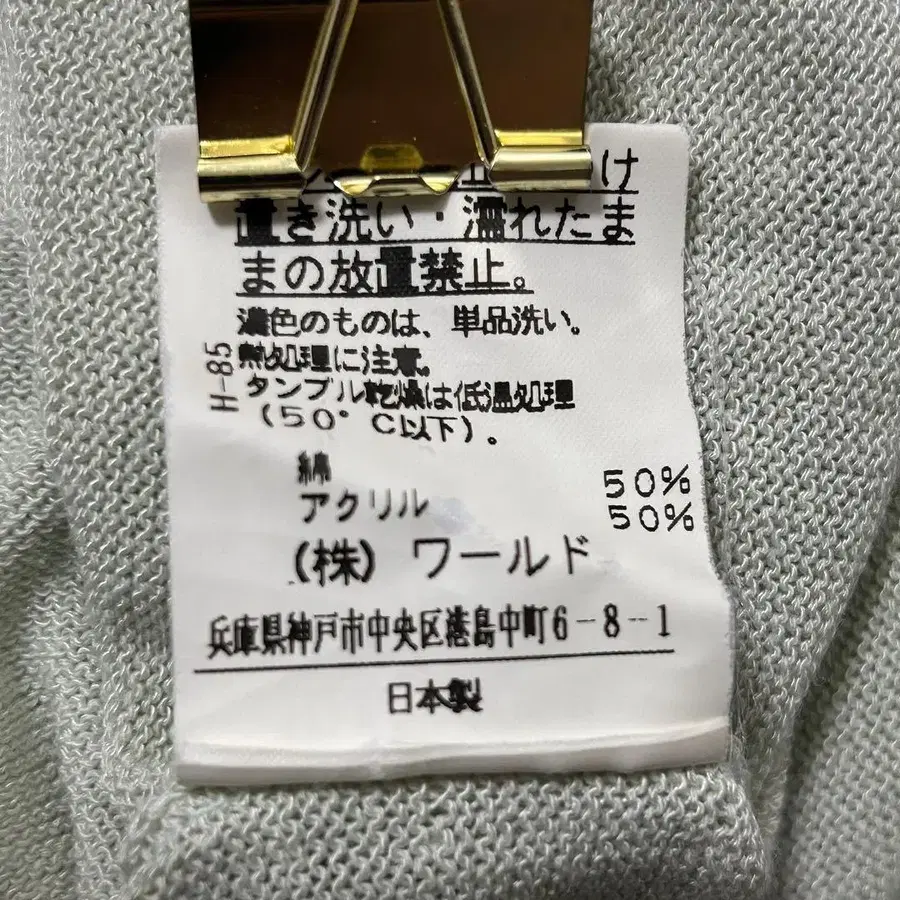 け
置き洗い・濡れたま
まの放置禁止。
濃色のものは、単品洗い。
熱処理に注意。
タンブル乾燥は低温処理
(50°C以下)。
H-85
綿 50%
アクリル 50%
(株) ワールド
兵庫県神戸市中央区港島中町6-8-1
日本製